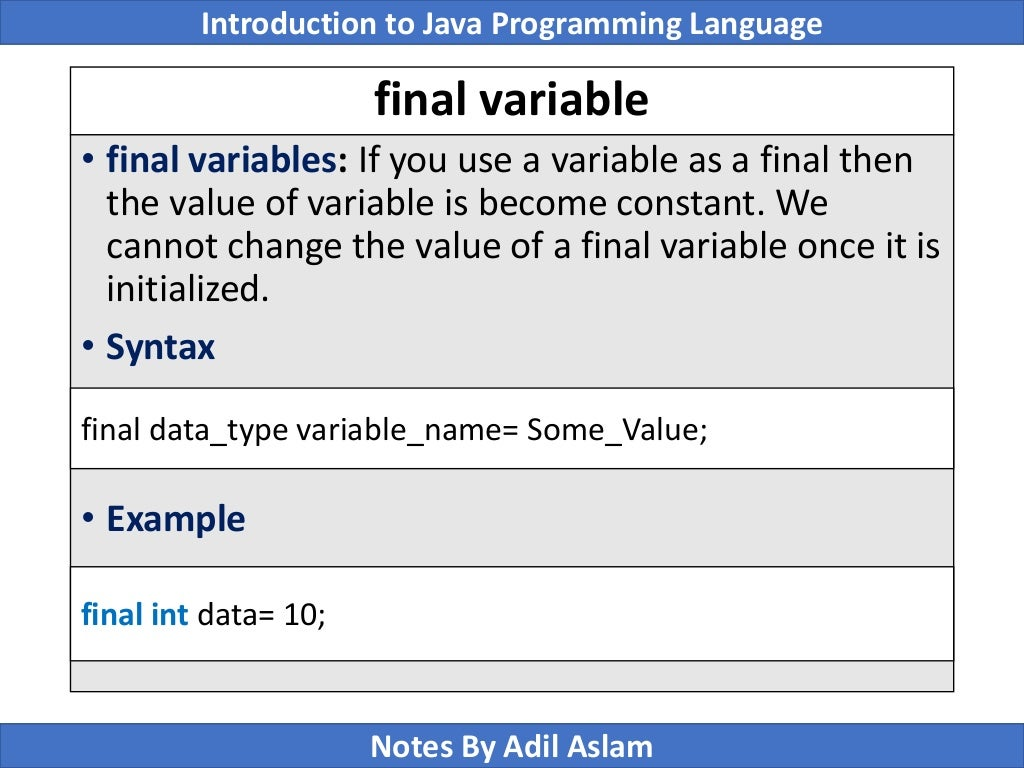 Introduction to Java Programming Language
final variable
• final variables: If you use a variable as a final then
the value of variable is become constant. We
cannot change the value of a final variable once it is
initialized.
• Syntax
final data_type variable_name= Some_Value;
• Example
final int data= 10;
Notes By Adil Aslam